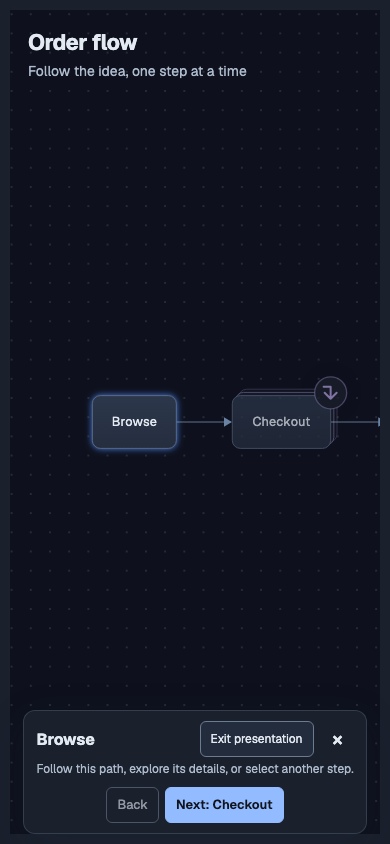 Order flow
Follow the idea, one step at a time
Browse
Checkout
Browse
Exit presentation
×
Follow this path, explore its details, or select another step.
Back
Next: Checkout